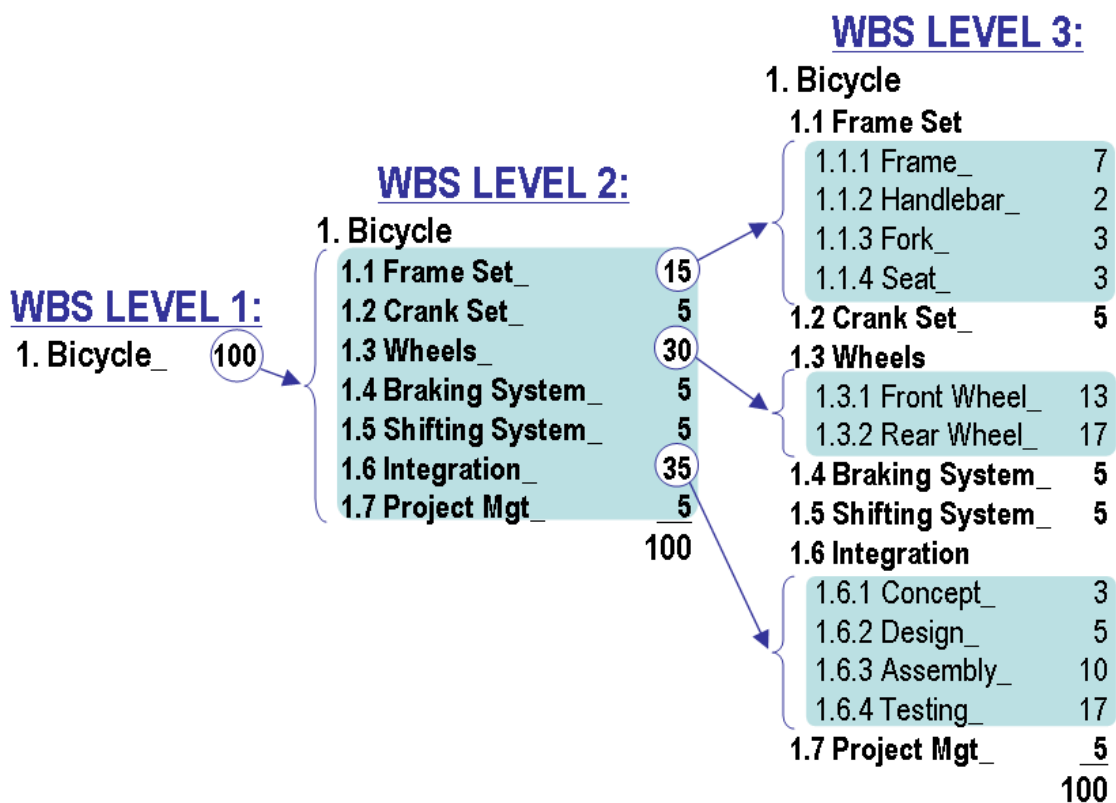 WBS LEVEL 1:
1. Bicycle_ 100
WBS LEVEL 2:
1. Bicycle
1.1 Frame Set_ 15
1.2 Crank Set_ 5
1.3 Wheels_ 30
1.4 Braking System_ 5
1.5 Shifting System_ 5
1.6 Integration_ 35
1.7 Project Mgt_ 5
100
WBS LEVEL 3:
1. Bicycle
1.1 Frame Set
1.1.1 Frame_ 7
1.1.2 Handlebar_ 2
1.1.3 Fork_ 3
1.1.4 Seat_ 3
1.2 Crank Set_ 5
1.3 Wheels
1.3.1 Front Wheel_ 13
1.3.2 Rear Wheel_ 17
1.4 Braking System_ 5
1.5 Shifting System_ 5
1.6 Integration
1.6.1 Concept_ 3
1.6.2 Design_ 5
1.6.3 Assembly_ 10
1.6.4 Testing_ 17
1.7 Project Mgt_ 5
100